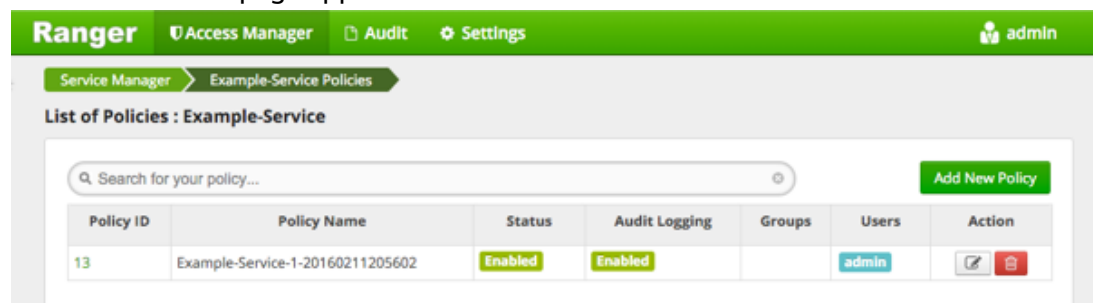 Ranger Access Manager Audit Settings admin
Service Manager Example-Service Policies
List of Policies : Example-Service
Search for your policy... Add New Policy
Policy ID Policy Name Status Audit Logging Groups Users Action
13 Example-Service-1-20160211205602 Enabled Enabled admin